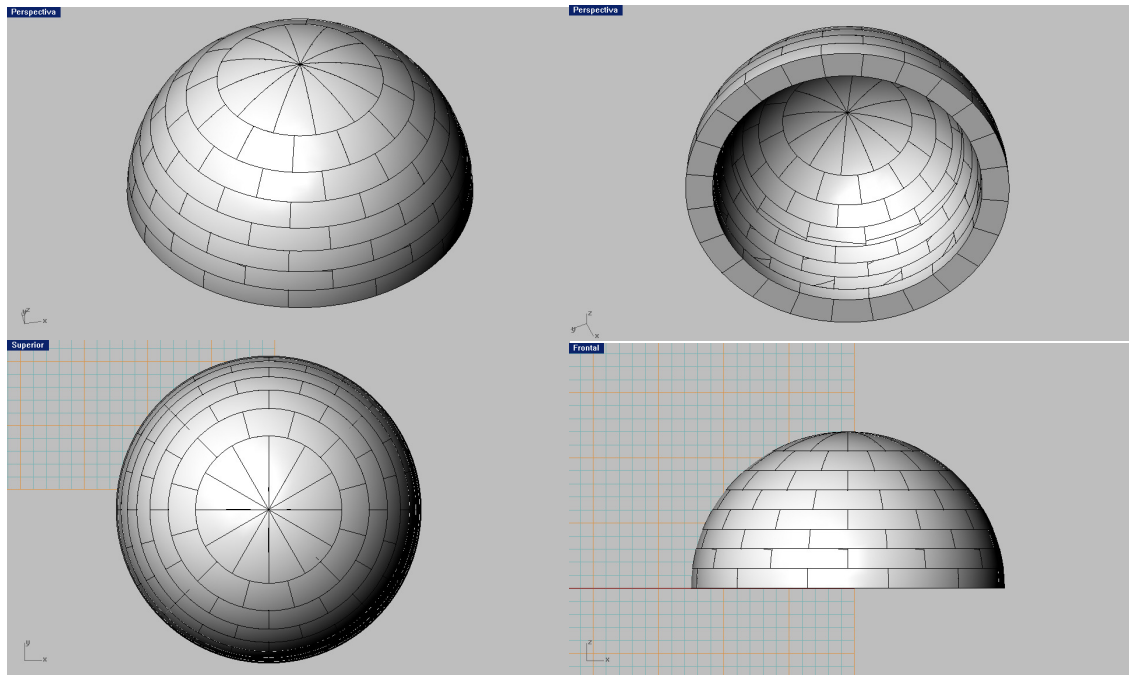 Perspectiva
Perspectiva
z
y
x
z
y
x
Superior
Frontal
y
x
z
x